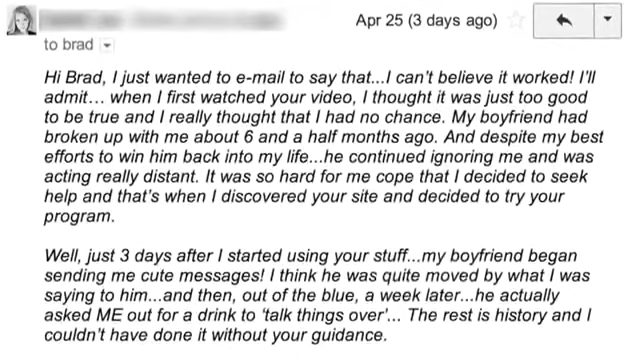 Apr 25 (3 days ago)
to brad
Hi Brad, I just wanted to e-mail to say that...I can't believe it worked! I'll
admit... when I first watched your video, I thought it was just too good
to be true and I really thought that I had no chance. My boyfriend had
broken up with me about 6 and a half months ago. And despite my best
efforts to win him back into my life...he continued ignoring me and was
acting really distant. It was so hard for me cope that I decided to seek
help and that's when I discovered your site and decided to try your
program.
Well, just 3 days after I started using your stuff...my boyfriend began
sending me cute messages! I think he was quite moved by what I was
saying to him...and then, out of the blue, a week later...he actually
asked ME out for a drink to 'talk things over'... The rest is history and I
couldn't have done it without your guidance.